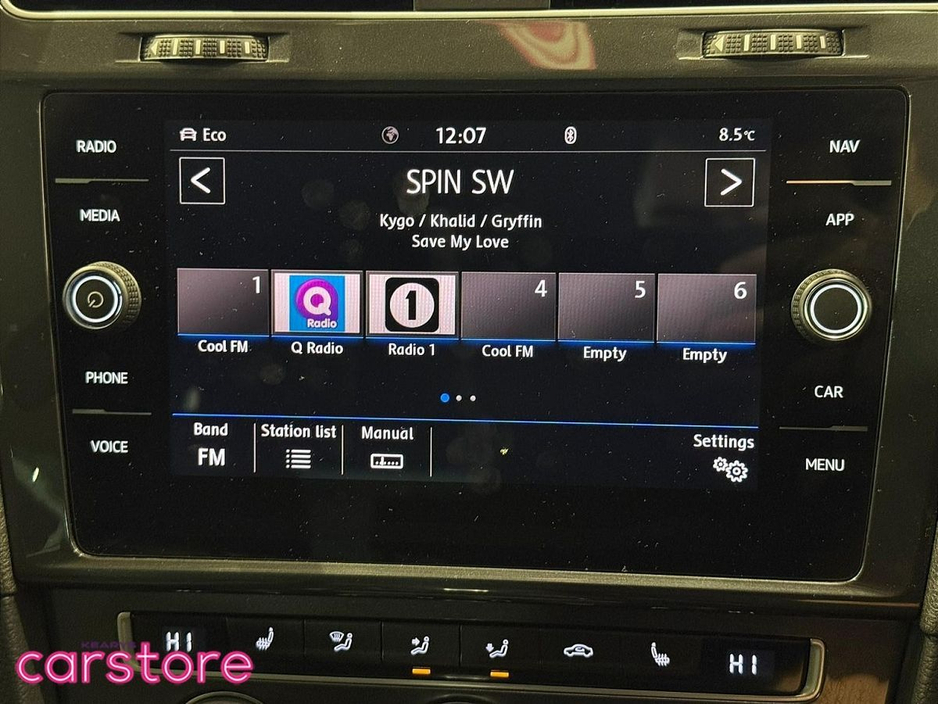 Eco 12:07 8.5°C
RADIO NAV
< SPIN SW >
MEDIA APP
Kygo / Khalid / Gryffin
Save My Love
1 Q Radio 1 4 5 6
Cool FM Q Radio Radio 1 Cool FM Empty Empty
PHONE CAR
Band Station list Manual Settings
FM
VOICE MENU
HI HI
carstore